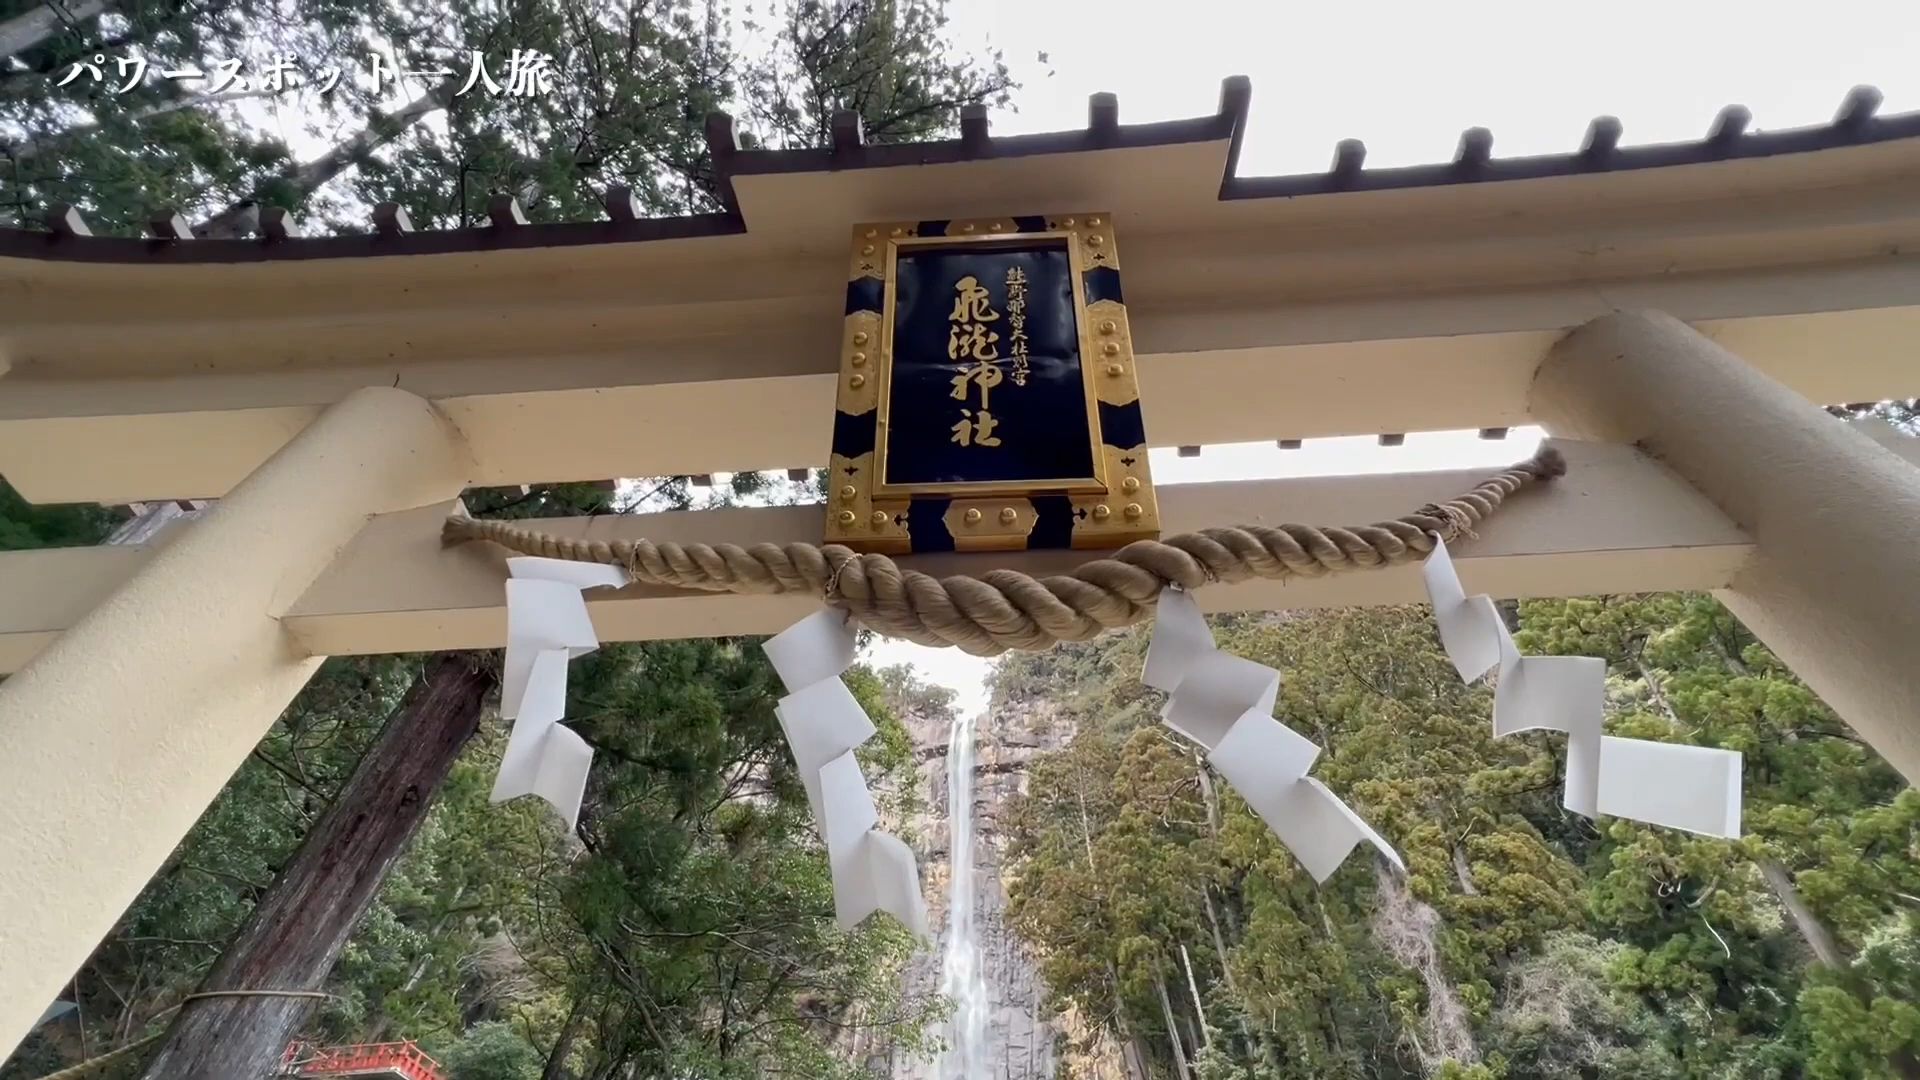 パワースポット一人旅
熊野那智大社別宮
飛瀧神社